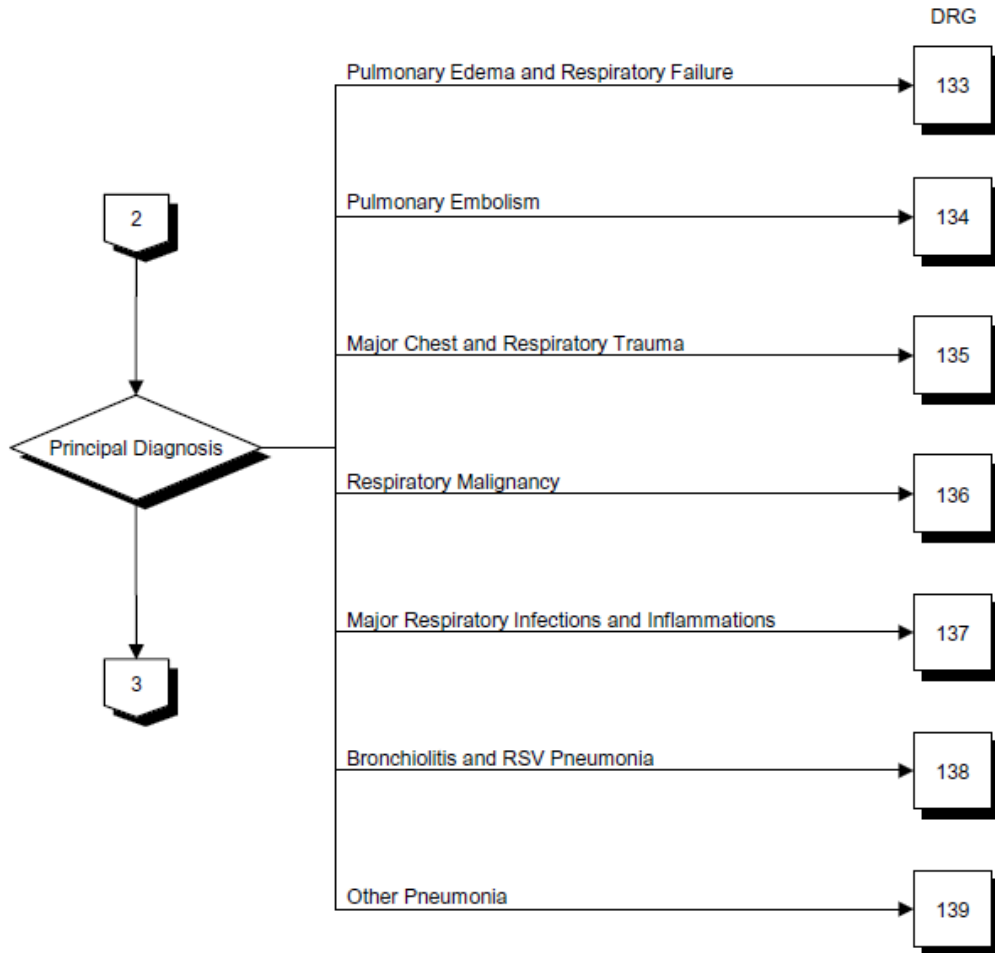 DRG
Pulmonary Edema and Respiratory Failure
133
2
Pulmonary Embolism
134
Major Chest and Respiratory Trauma
135
Principal Diagnosis
Respiratory Malignancy
136
Major Respiratory Infections and Inflammations
137
3
Bronchiolitis and RSV Pneumonia
138
Other Pneumonia
139